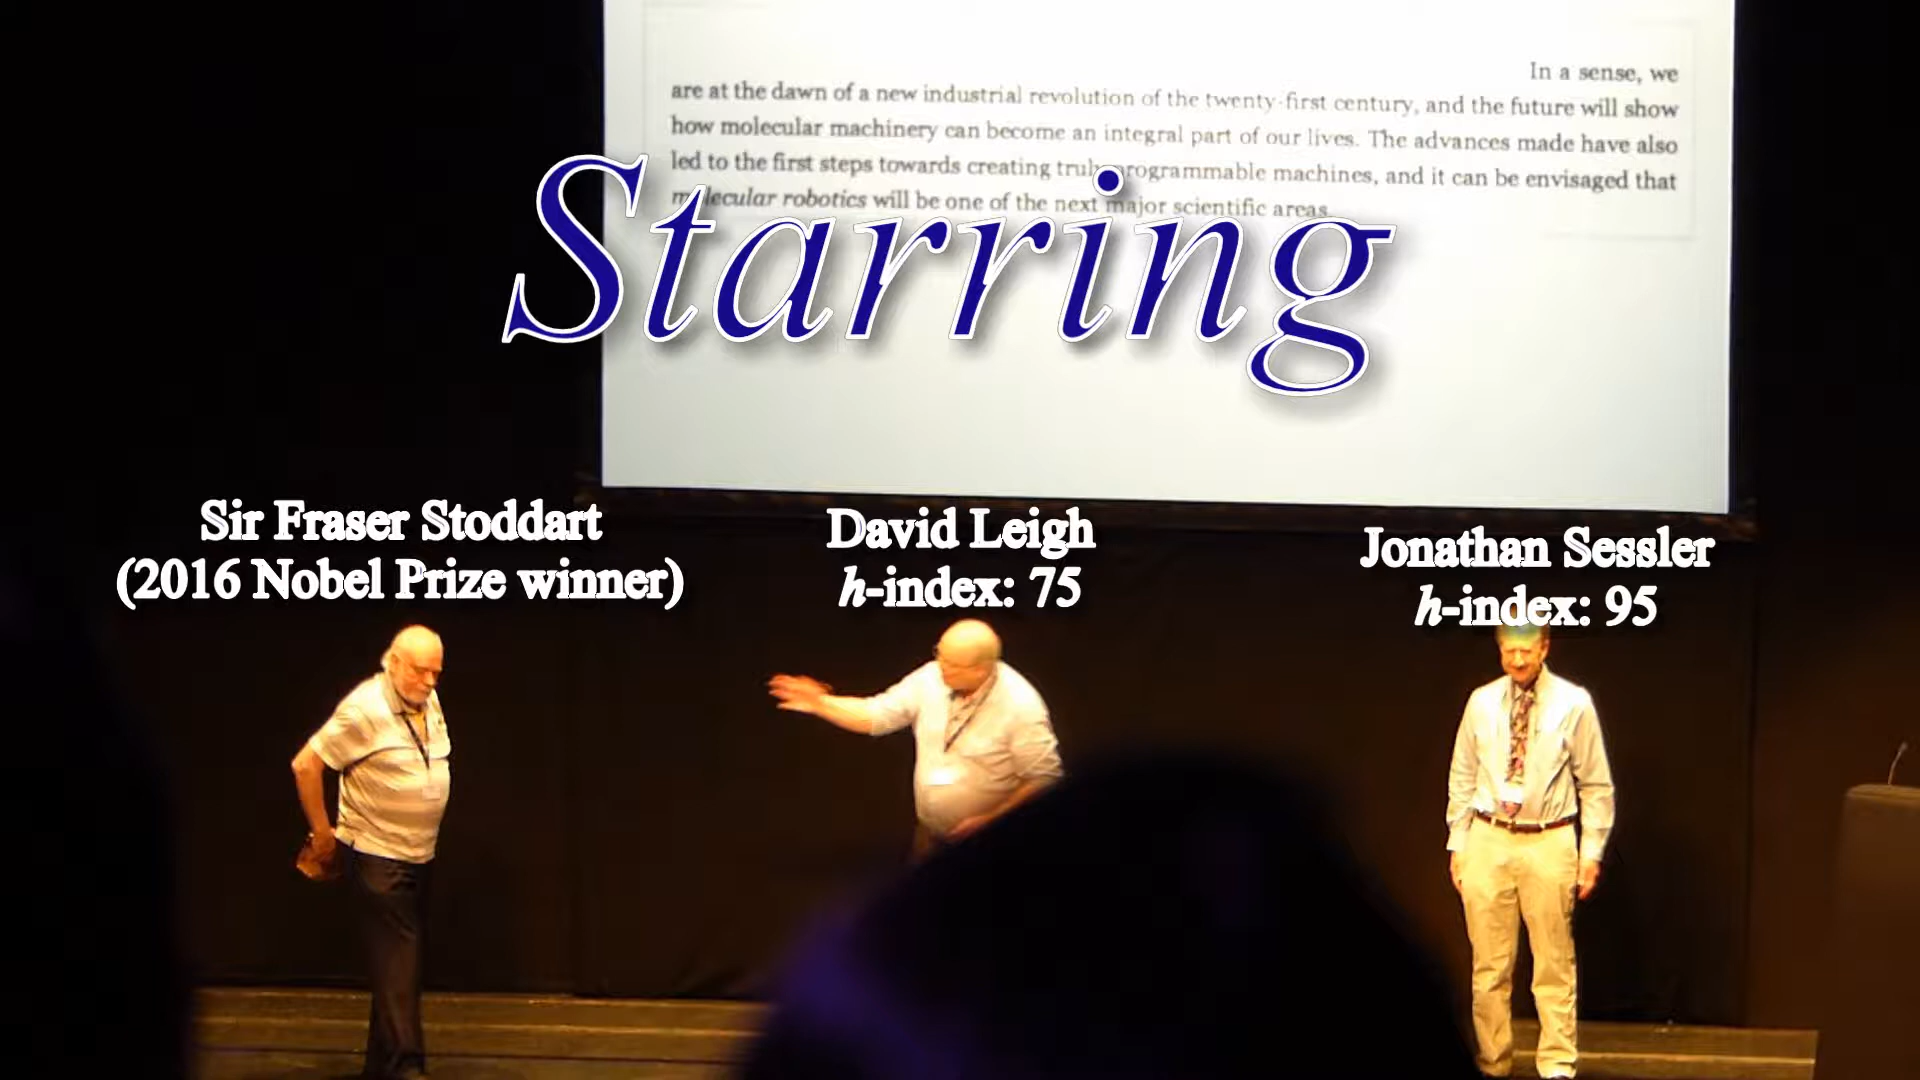 In a sense, we
are at the dawn of a new industrial revolution of the twenty-first century, and the future will show
how molecular machinery can become an integral part of our lives. The advances made have also
led to the first steps towards creating truly programmable machines, and it can be envisaged that
molecular robotics will be one of the next major scientific areas.
Starring
Sir Fraser Stoddart
(2016 Nobel Prize winner)
David Leigh
h-index: 75
Jonathan Sessler
h-index: 95